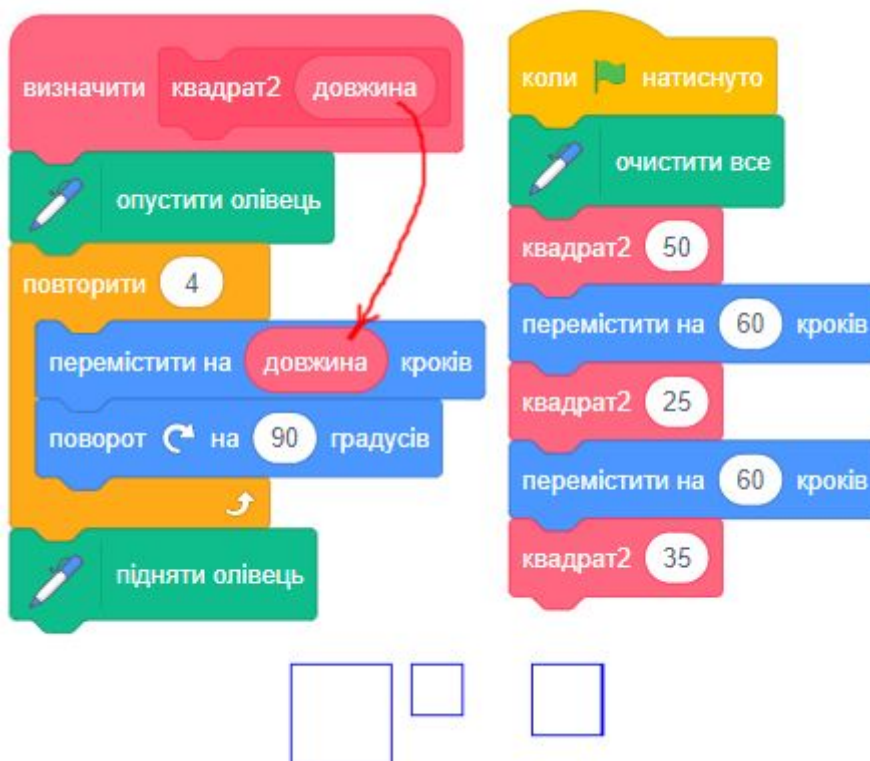 визначити квадрат2 довжина
опустити олівець
повторити 4
перемістити на довжина кроків
поворот на 90 градусів
підняти олівець
коли натиснуто
очистити все
квадрат2 50
перемістити на 60 кроків
квадрат2 25
перемістити на 60 кроків
квадрат2 35